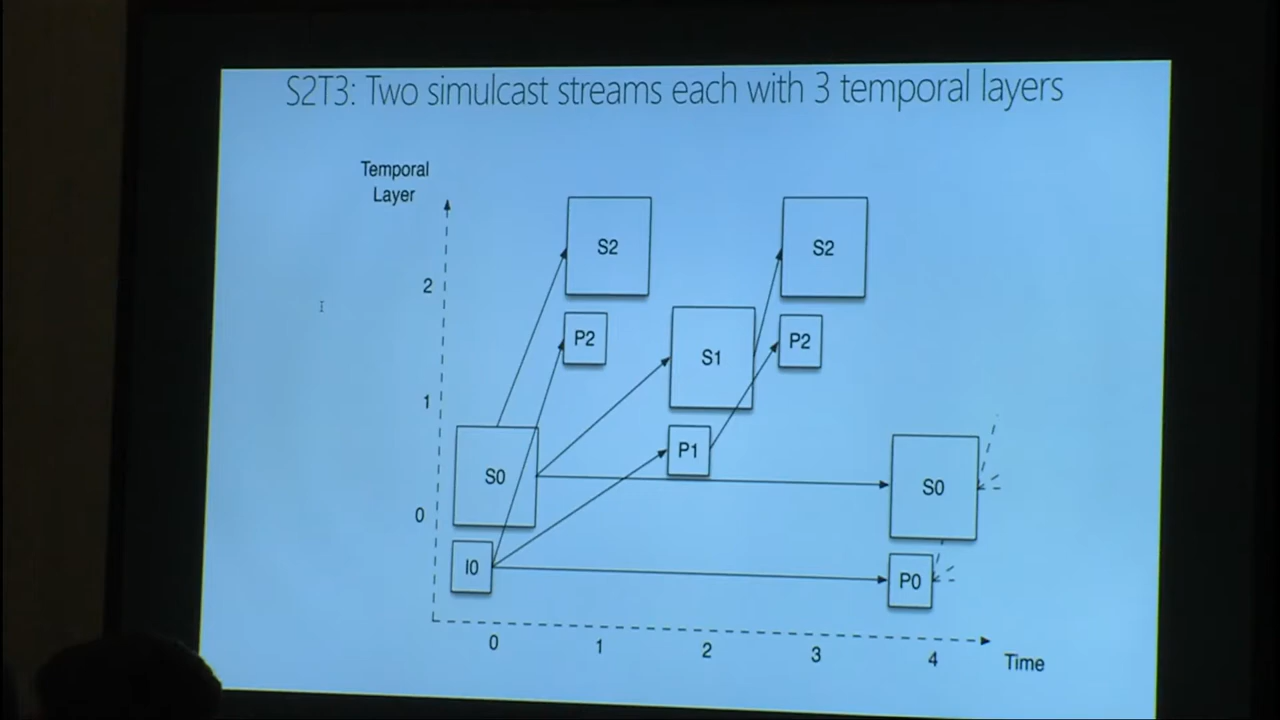 S2T3: Two simulcast streams each with 3 temporal layers
Temporal
Layer
S2
S2
2
P2
P2
S1
1
P1
S0
S0
0
I0
P0
0
1
2
3
4
Time